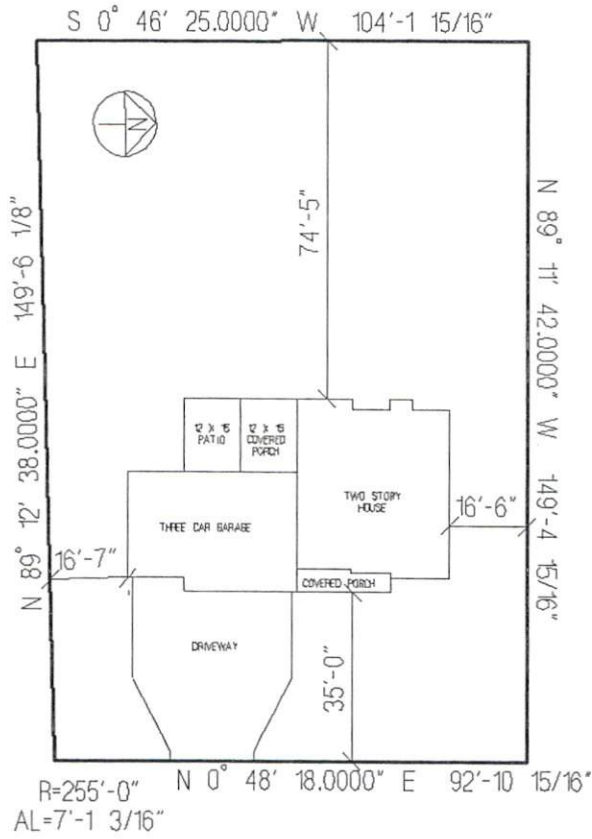 S 0° 46' 25.0000" W 104'-1 15/16"
N
74'-5"
N 89° 12' 38.0000" E 149'-6 1/8"
N 89° 11' 42.0000" W 149'-4 15/16"
12 X 15
PATIO
12 X 15
COVERED
PORCH
TWO STORY
HOUSE
THREE CAR GARAGE
16'-6"
16'-7"
COVERED PORCH
DRIVEWAY
35'-0"
N 0° 48' 18.0000" E 92'-10 15/16"
R=255'-0"
AL=7'-1 3/16"